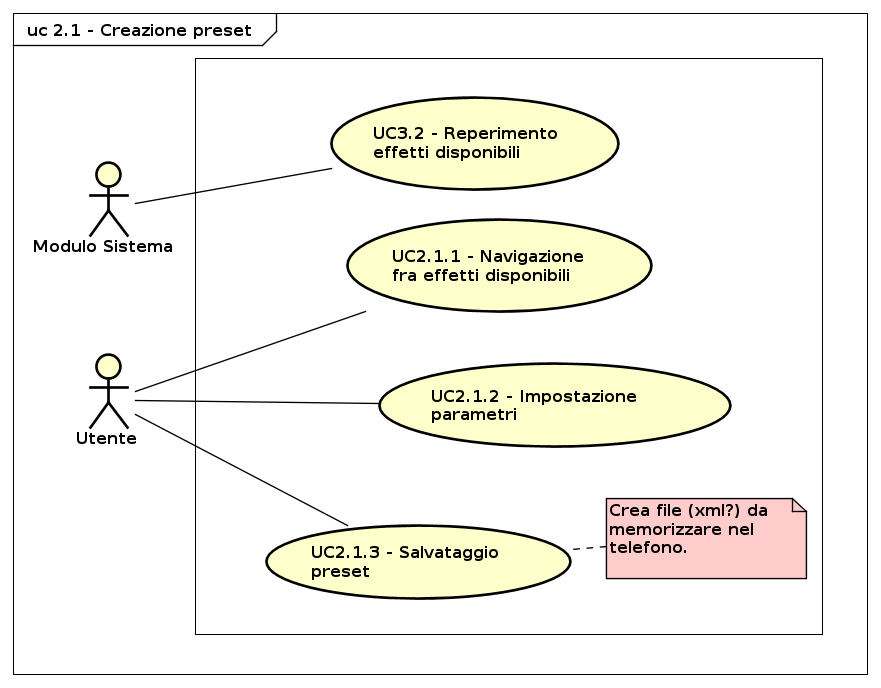 uc 2.1 - Creazione preset
UC3.2 - Reperimento
effetti disponibili
Modulo Sistema
UC2.1.1 - Navigazione
fra effetti disponibili
UC2.1.2 - Impostazione
parametri
Utente
Crea file (xml?) da
memorizzare nel
telefono.
UC2.1.3 - Salvataggio
preset